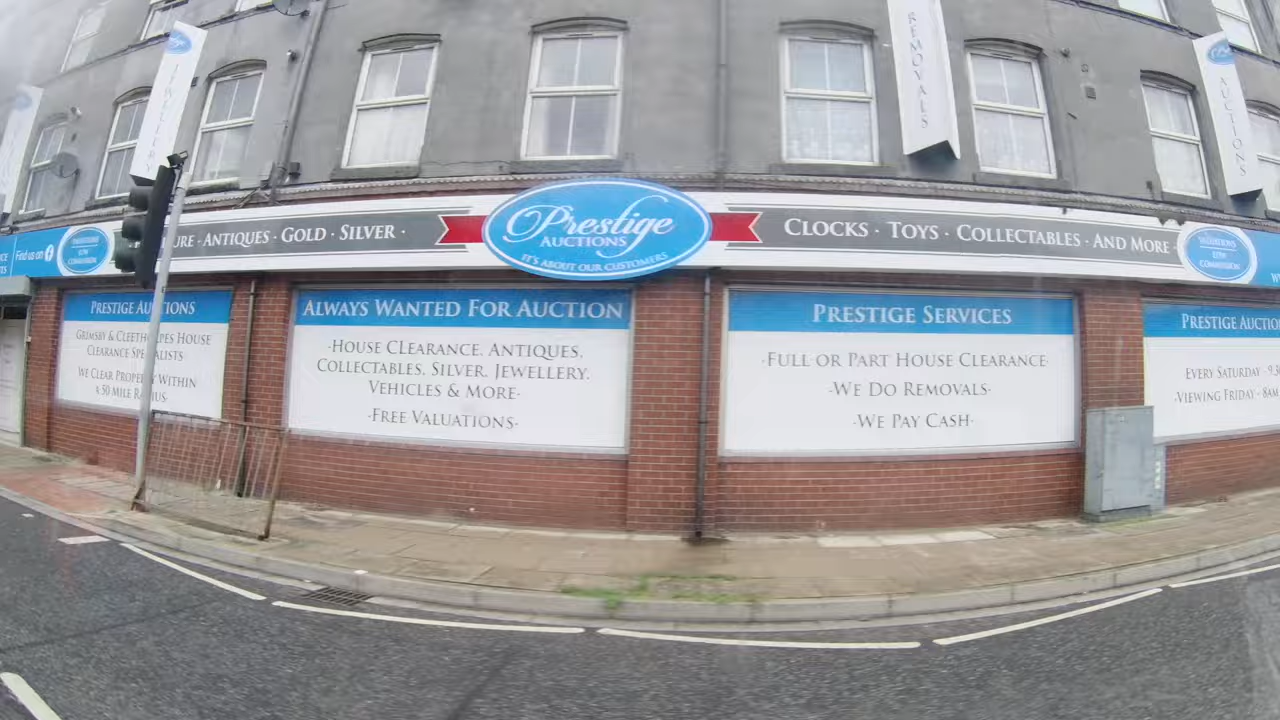 REMOVALS
AUCTIONS
Find us on f
URE · ANTIQUES · GOLD · SILVER ·
Prestige
AUCTIONS
IT'S ABOUT OUR CUSTOMERS
CLOCKS · TOYS · COLLECTABLES · AND MORE
VALUATIONS
LOW
COMMISSION
PRESTIGE AUCTIONS
GRIMSBY & CLEETHORPES HOUSE
CLEARANCE SPECIALISTS
WE CLEAR PROPERTY WITHIN
A 50 MILE RADIUS
ALWAYS WANTED FOR AUCTION
·HOUSE CLEARANCE, ANTIQUES,
COLLECTABLES, SILVER, JEWELLERY,
VEHICLES & MORE·
·FREE VALUATIONS·
PRESTIGE SERVICES
·FULL OR PART HOUSE CLEARANCE·
·WE DO REMOVALS·
·WE PAY CASH·
PRESTIGE AUCTIO
EVERY SATURDAY - 9.3
·VIEWING FRIDAY - 8AM